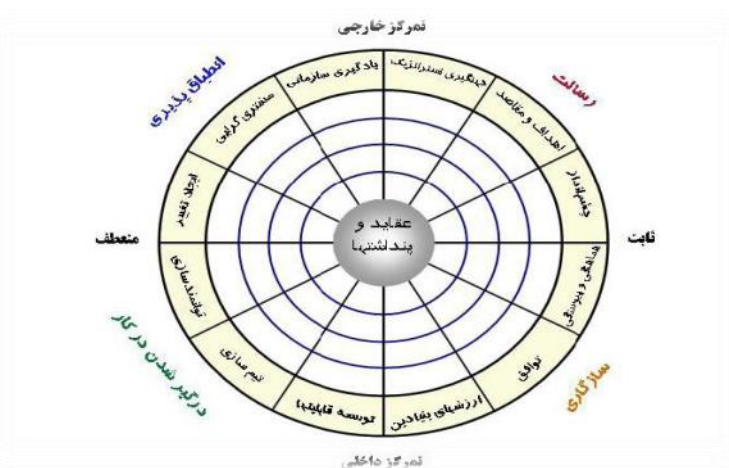 تمرکز خارجی
انطباق پذیری
رسالت
یادگیری سازمانی
جهتگیری استراتژیک
مشتری گرایی
اهداف و مقاصد
ایجاد تغییر
چشم‌انداز
عقاید و
پنداشتها
منعطف
ثابت
توانمندسازی
هماهنگی و پیوستگی
تیم سازی
توافق
توسعه قابلیتها
ارزشهای بنیادین
درگیر شدن در کار
سازگاری
تمرکز داخلی